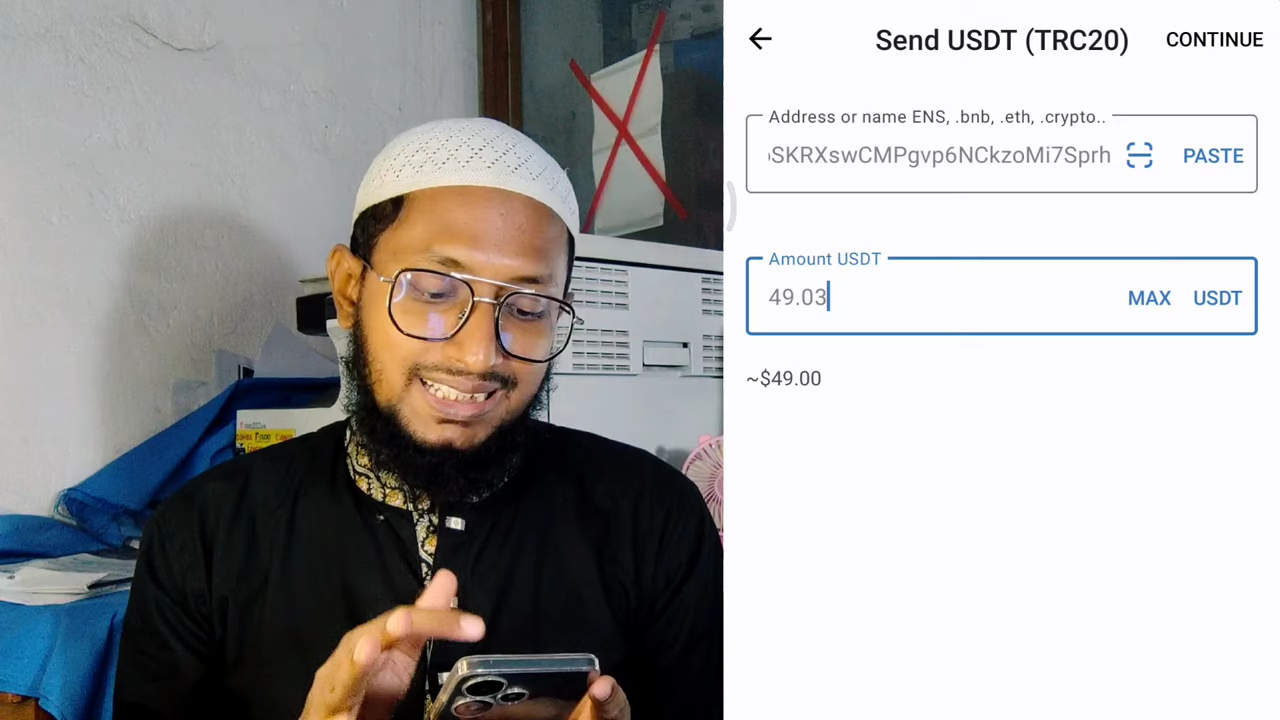 Send USDT (TRC20)
CONTINUE
Address or name ENS, .bnb, .eth, .crypto..
SKRXswCMPgvp6NCkzoMi7Sprh
PASTE
Amount USDT
49.03
MAX
USDT
~$49.00